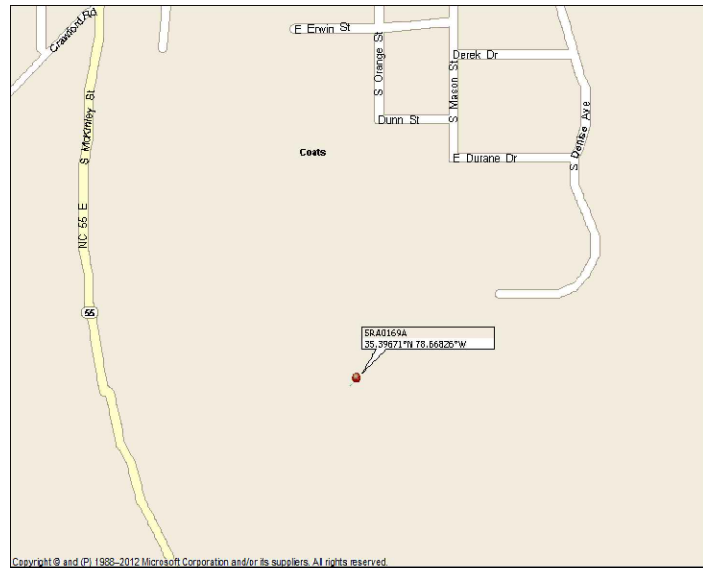 Crawford Rd
E Erwin St
S Orange St
S Mason St
Derek Dr
Dunn St
E Durane Dr
S Denise Ave
S McKinley St
Coats
NC 55 E
55
5RA0169A
35.39671°N 78.66826°W
Copyright © and (P) 1988–2012 Microsoft Corporation and/or its suppliers. All rights reserved.